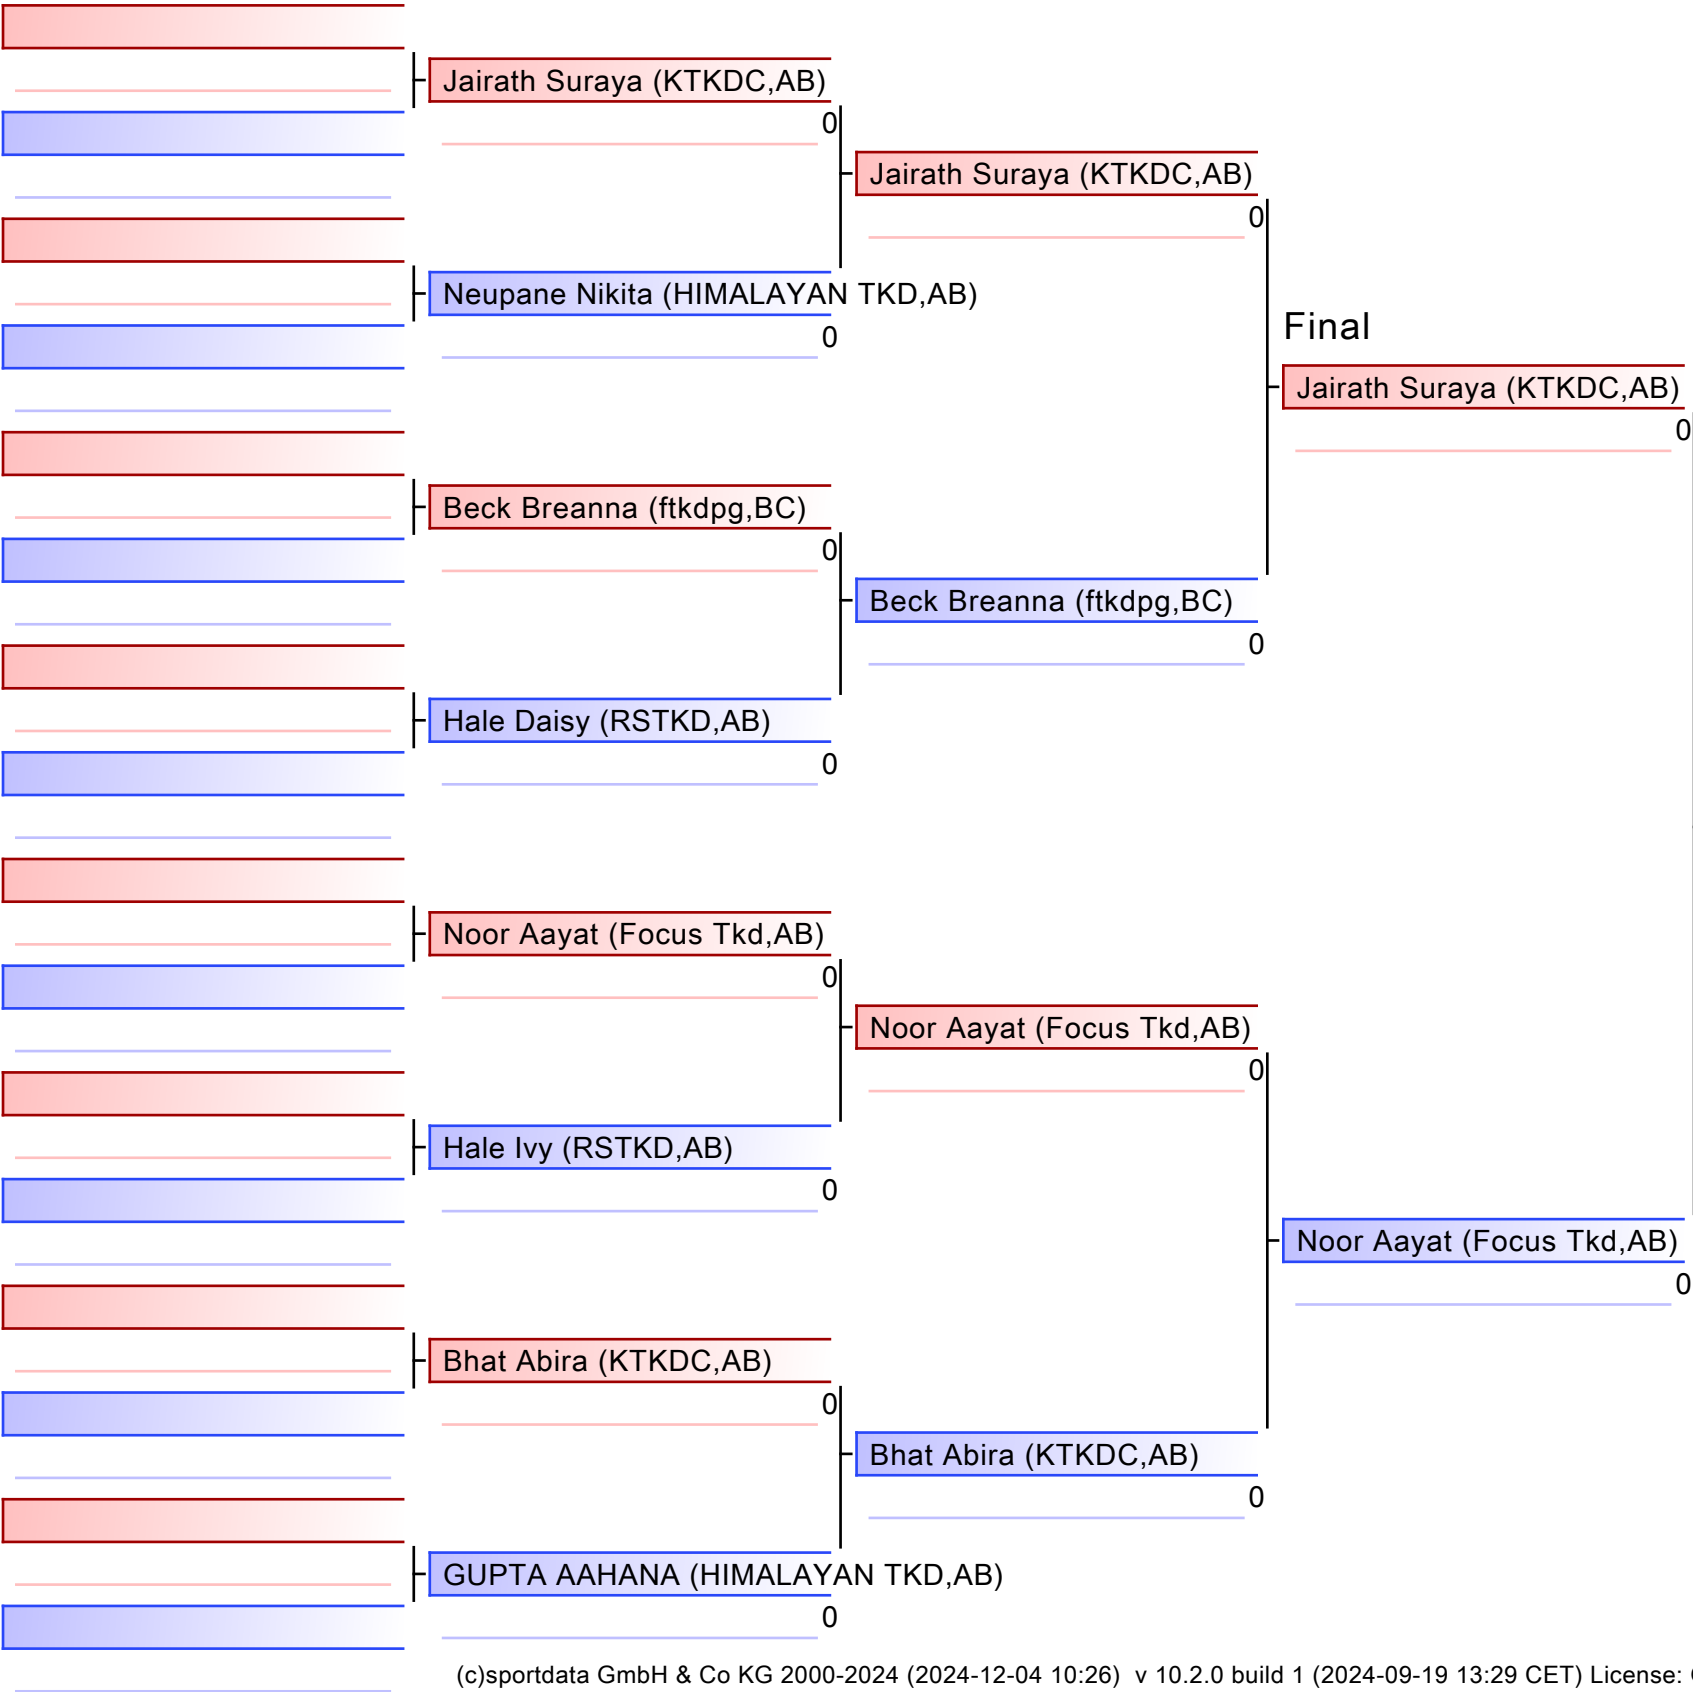 Jairath Suraya (KTKDC,AB)
0
Jairath Suraya (KTKDC,AB)
0
Neupane Nikita (HIMALAYAN TKD,AB)
0
Final
Jairath Suraya (KTKDC,AB)
0
Beck Breanna (ftkdpg,BC)
0
Beck Breanna (ftkdpg,BC)
0
Hale Daisy (RSTKD,AB)
0
Noor Aayat (Focus Tkd,AB)
0
Noor Aayat (Focus Tkd,AB)
0
Hale Ivy (RSTKD,AB)
0
Noor Aayat (Focus Tkd,AB)
0
Bhat Abira (KTKDC,AB)
0
Bhat Abira (KTKDC,AB)
0
GUPTA AAHANA (HIMALAYAN TKD,AB)
0
(c)sportdata GmbH & Co KG 2000-2024 (2024-12-04 10:26) v 10.2.0 build 1 (2024-09-19 13:29 CET) License: